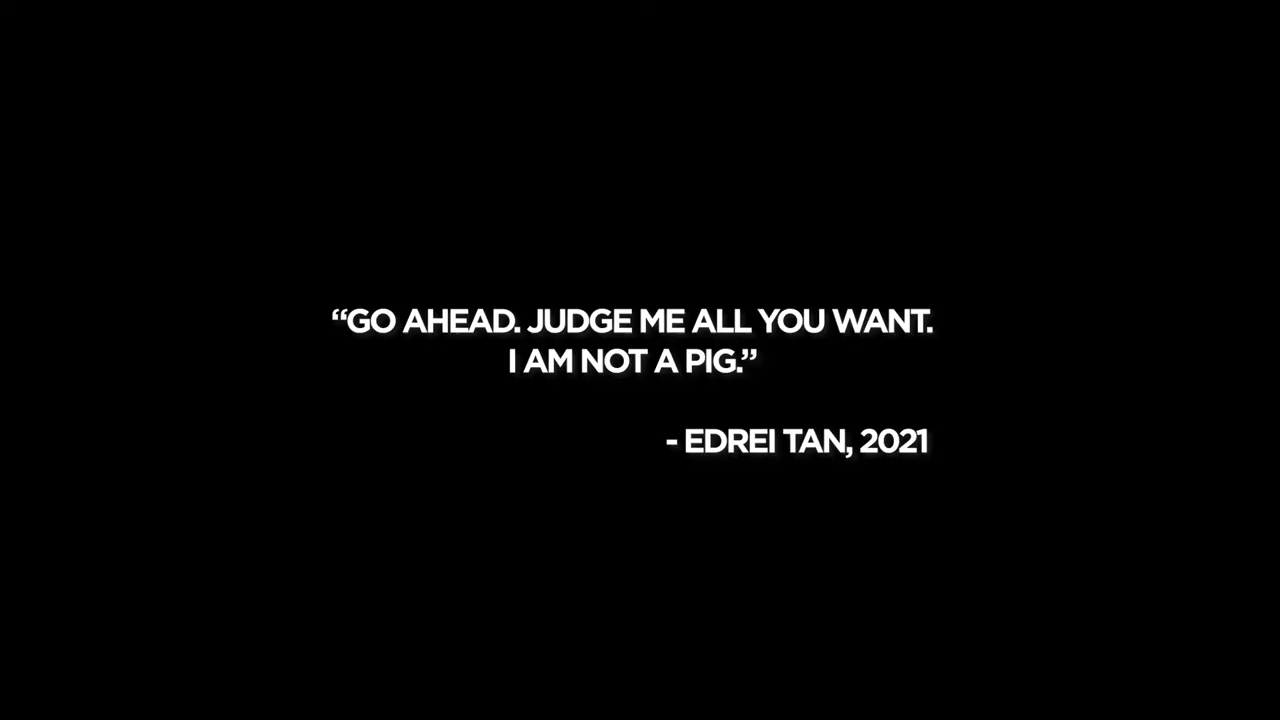 “GO AHEAD. JUDGE ME ALL YOU WANT.
I AM NOT A PIG.”
- EDREI TAN, 2021